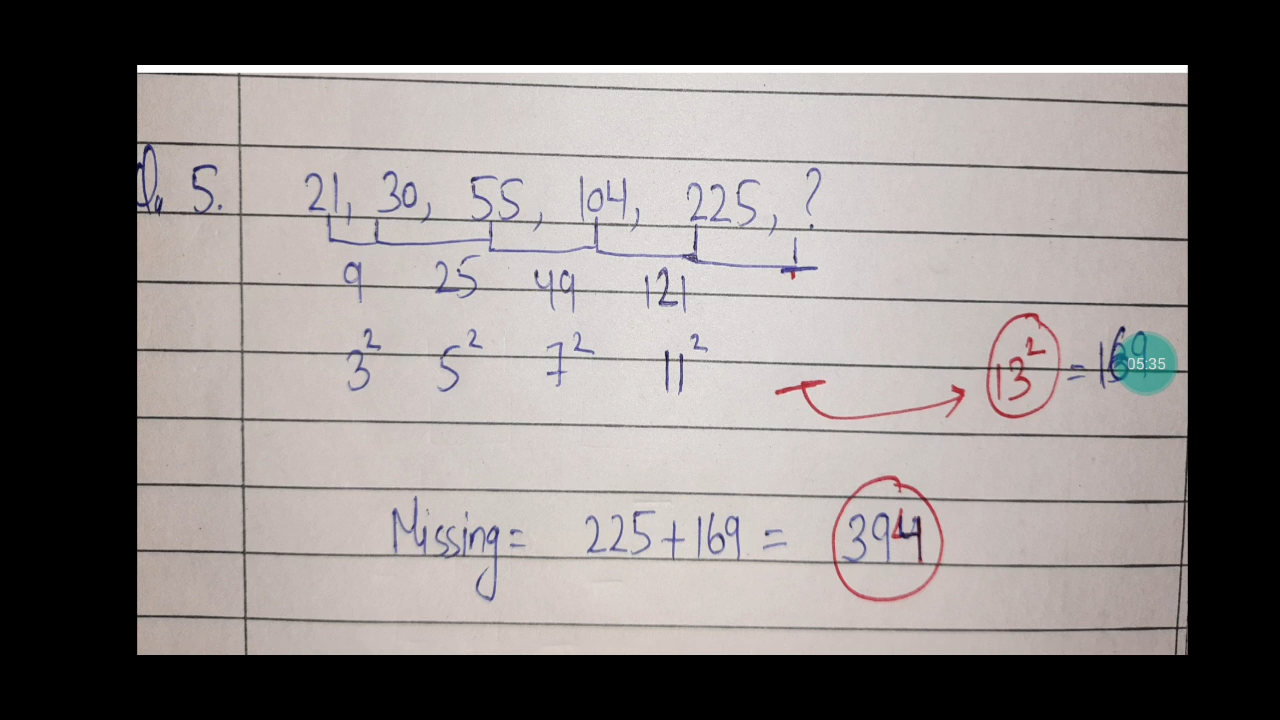 Q. 5. 21, 30, 55, 104, 225, ?
9 25 49 121
3² 5² 7² 11² 13² = 169
05:35
Missing = 225 + 169 = 394